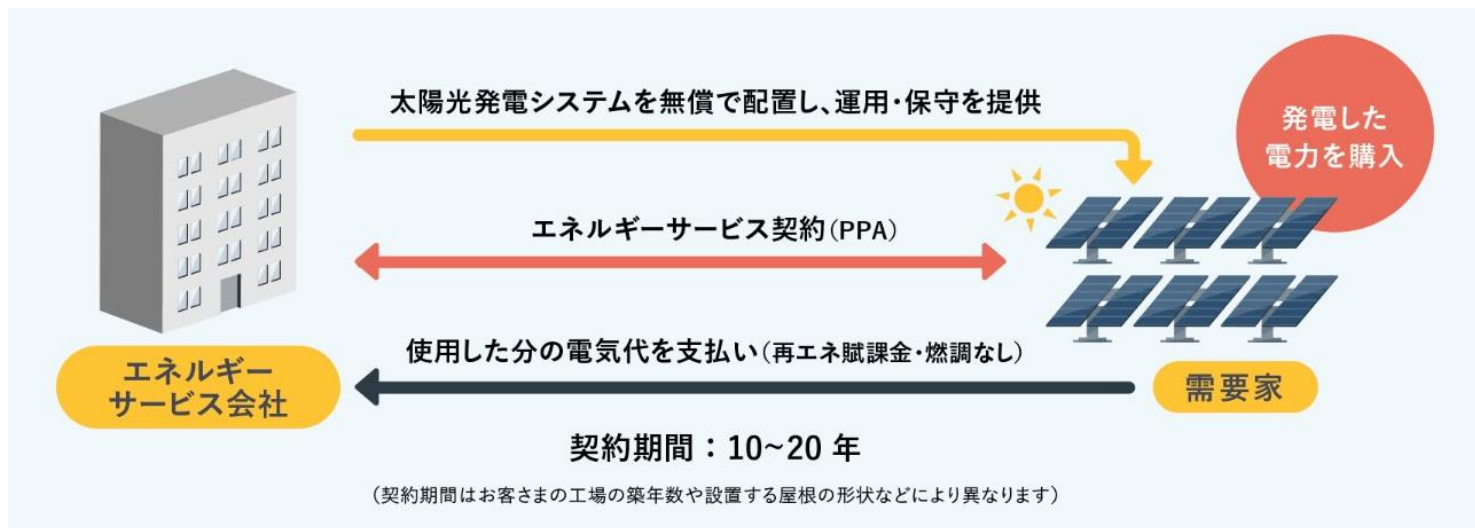 太陽光発電システムを無償で配置し、運用・保守を提供
発電した
電力を購入
エネルギーサービス契約(PPA)
使用した分の電気代を支払い(再エネ賦課金・燃調なし)
エネルギー
サービス会社
需要家
契約期間：10~20 年
(契約期間はお客さまの工場の築年数や設置する屋根の形状などにより異なります)